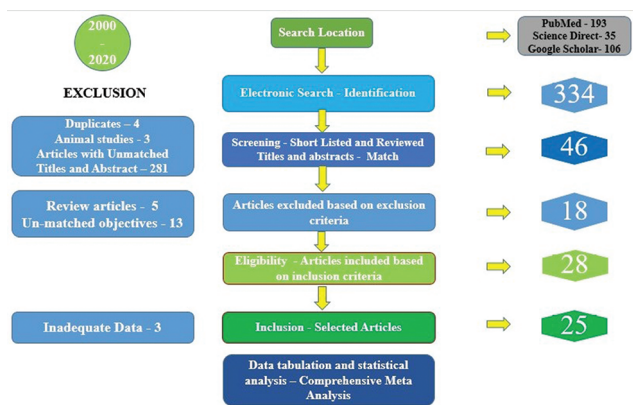 2000
-
2020
Search Location
PubMed - 193
Science Direct- 35
Google Scholar- 106
EXCLUSION
Electronic Search - Identification
334
Duplicates – 4
Animal studies - 3
Articles with Unmatched
Titles and Abstract – 281
Screening - Short Listed and Reviewed
Titles and abstracts - Match
46
Review articles - 5
Un-matched objectives - 13
Articles excluded based on exclusion
criteria
18
Eligibility - Articles included based
on inclusion criteria
28
Inadequate Data - 3
Inclusion - Selected Articles
25
Data tabulation and statistical
analysis – Comprehensive Meta
Analysis